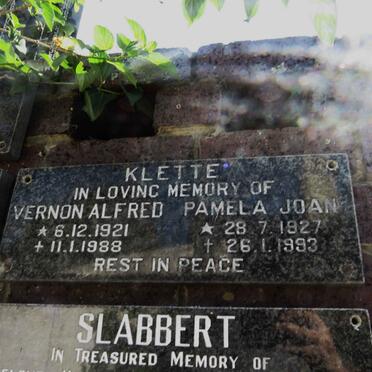 KLETTE
IN LOVING MEMORY OF
VERNON ALFRED PAMELA JOAN
★ 6.12.1921 ★ 28.7.1927
✝ 11.1.1988 ✝ 26.1.1993
REST IN PEACE
SLABBERT
IN TREASURED MEMORY OF